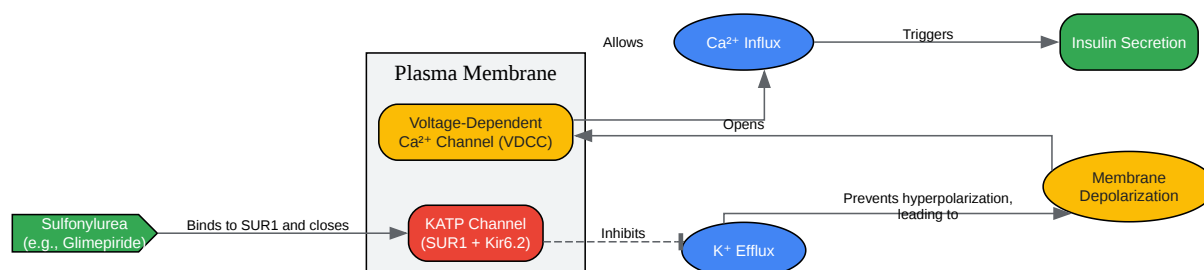 Allows
Ca²⁺ Influx
Triggers
Insulin Secretion
Plasma Membrane
Voltage-Dependent
Ca²⁺ Channel (VDCC)
Opens
Membrane
Depolarization
Prevents hyperpolarization,
leading to
Sulfonylurea
(e.g., Glimepiride)
Binds to SUR1 and closes
KATP Channel
(SUR1 + Kir6.2)
Inhibits
K⁺ Efflux